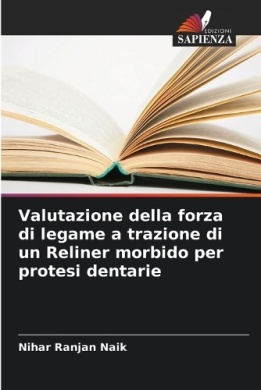 EDIZIONI
SAPIENZA
Valutazione della forza
di legame a trazione di
un Reliner morbido per
protesi dentarie
Nihar Ranjan Naik